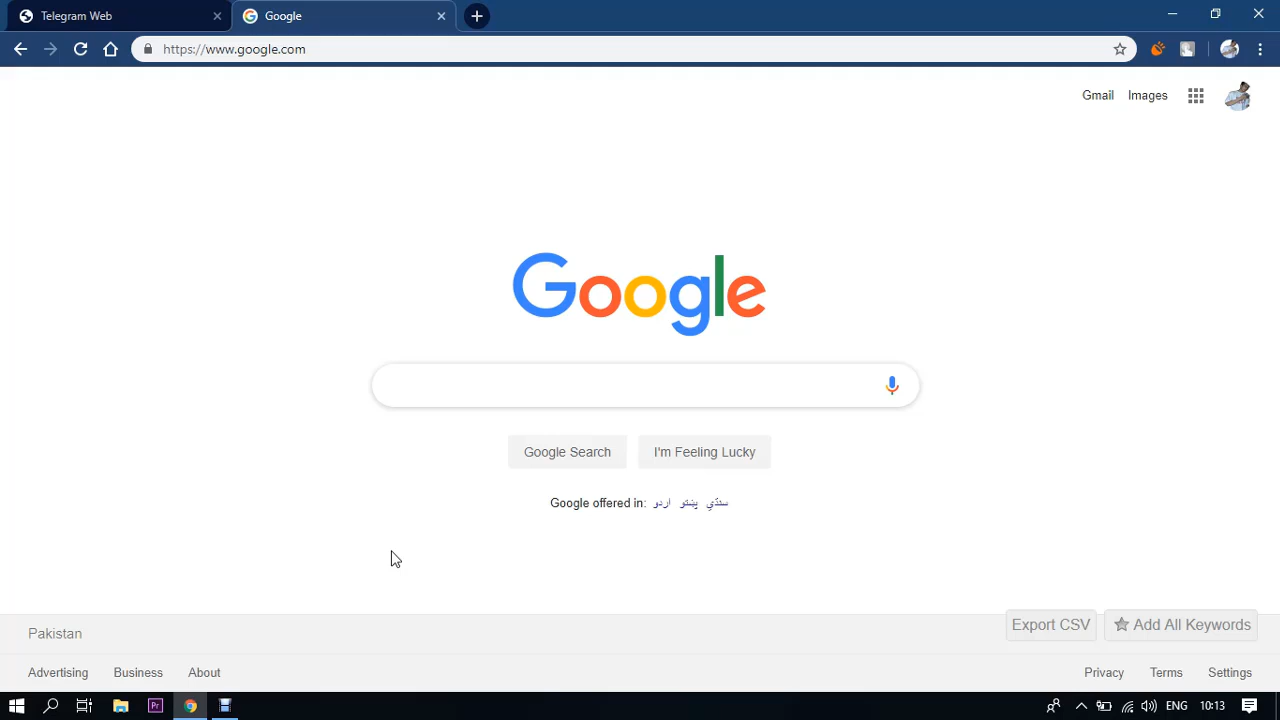 Telegram Web
Google
https://www.google.com
Gmail Images
Google
Google Search I'm Feeling Lucky
Google offered in: اردو پښتو سنڌي
Pakistan
Export CSV Add All Keywords
Advertising Business About
Privacy Terms Settings
Pr
ENG 10:13